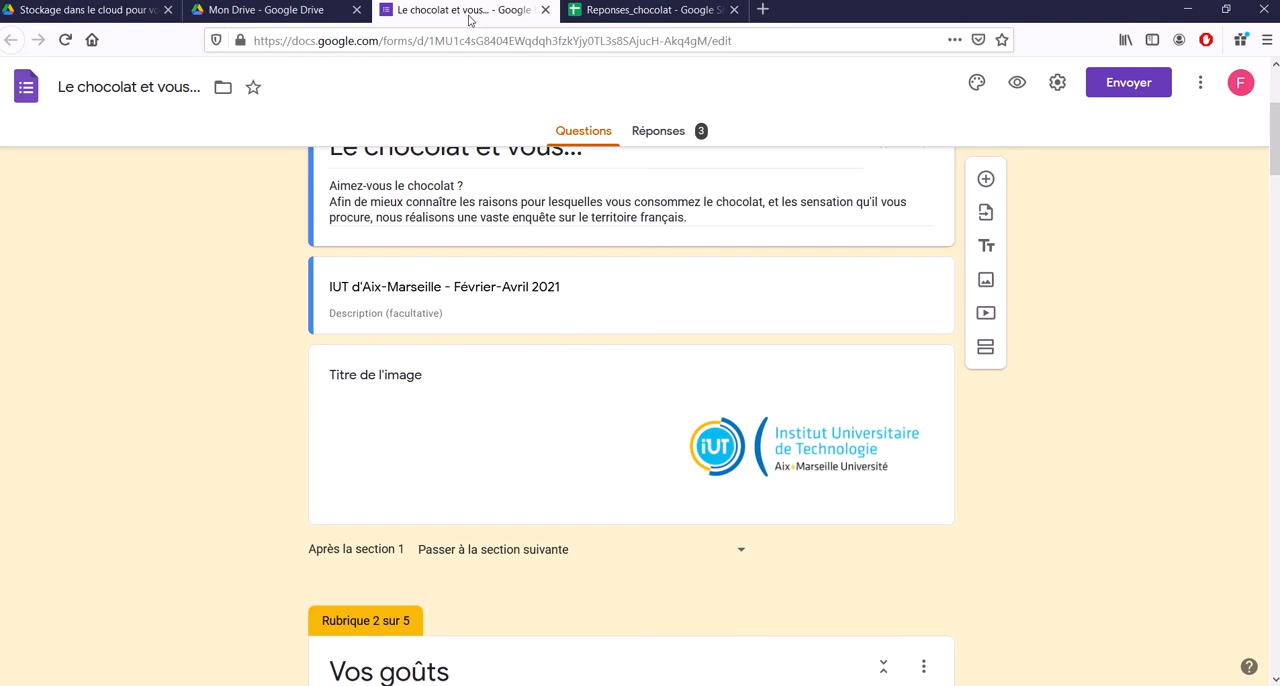 Stockage dans le cloud pour vo
Mon Drive - Google Drive
Le chocolat et vous... - Google
Reponses_chocolat - Google S
https://docs.google.com/forms/d/1MU1c4sG8404EWqdqh3fzkYjy0TL3s8SAjucH-Akq4gM/edit
Le chocolat et vous...
Envoyer
F
Questions
Réponses 3
Le chocolat et vous...
Aimez-vous le chocolat ?
Afin de mieux connaître les raisons pour lesquelles vous consommez le chocolat, et les sensation qu'il vous
procure, nous réalisons une vaste enquête sur le territoire français.
IUT d'Aix-Marseille - Février-Avril 2021
Description (facultative)
Titre de l'image
iUT
Institut Universitaire
de Technologie
Aix+Marseille Université
Après la section 1 Passer à la section suivante
Rubrique 2 sur 5
Vos goûts